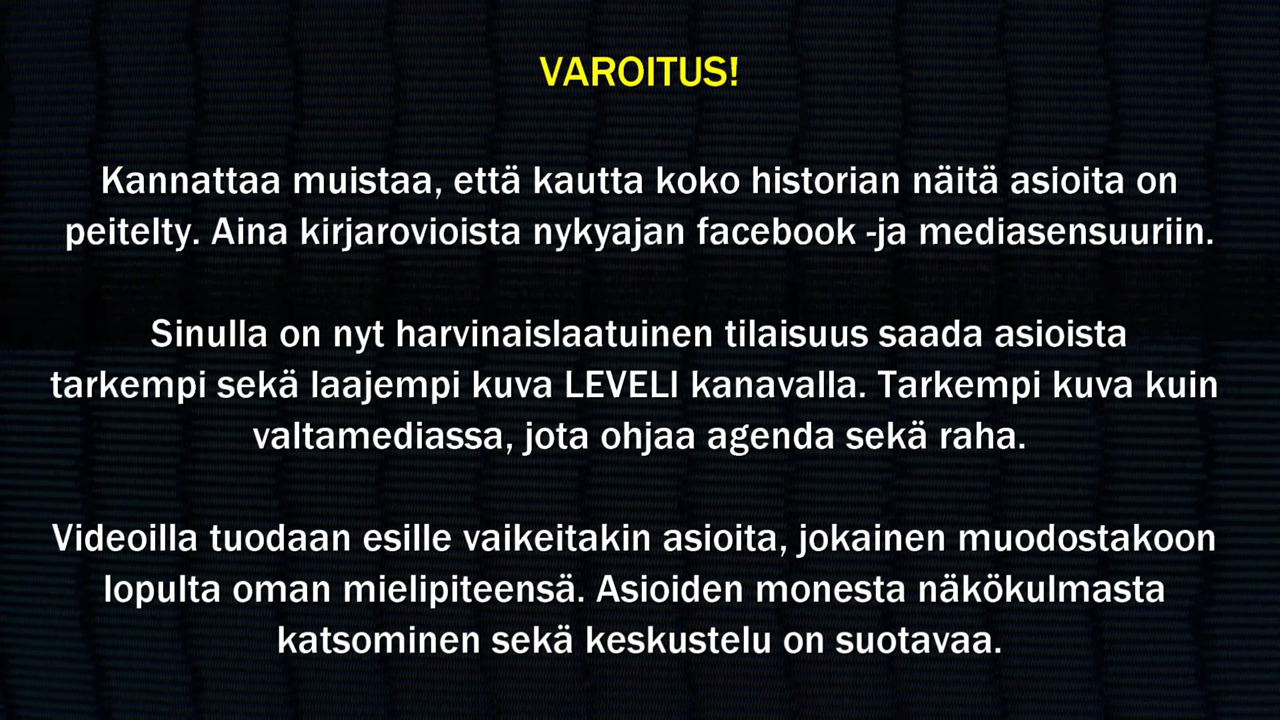 VAROITUS!
Kannattaa muistaa, että kautta koko historian näitä asioita on
peitelty. Aina kirjarovioista nykyajan facebook -ja mediasensuuriin.
Sinulla on nyt harvinaislaatuinen tilaisuus saada asioista
tarkempi sekä laajempi kuva LEVELI kanavalla. Tarkempi kuva kuin
valtamediassa, jota ohjaa agenda sekä raha.
Videoilla tuodaan esille vaikeitakin asioita, jokainen muodostakoon
lopulta oman mielipiteensä. Asioiden monesta näkökulmasta
katsominen sekä keskustelu on suotavaa.